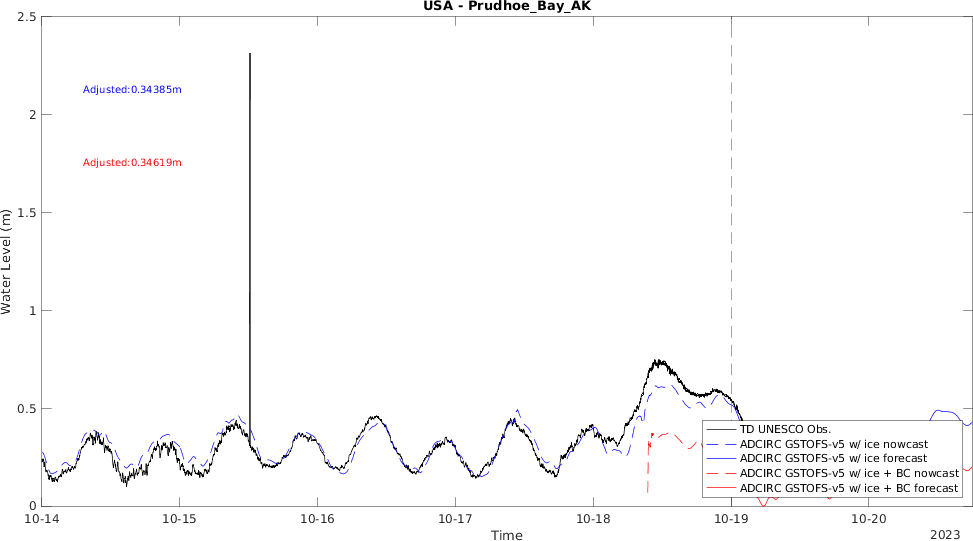 USA - Prudhoe_Bay_AK
2.5
Adjusted:0.34385m
2
Adjusted:0.34619m
1.5
Water Level (m)
1
0.5
TD UNESCO Obs.
ADCIRC GSTOFS-v5 w/ ice nowcast
ADCIRC GSTOFS-v5 w/ ice forecast
ADCIRC GSTOFS-v5 w/ ice + BC nowcast
ADCIRC GSTOFS-v5 w/ ice + BC forecast
0
10-14 10-15 10-16 10-17 10-18 10-19 10-20
Time
2023